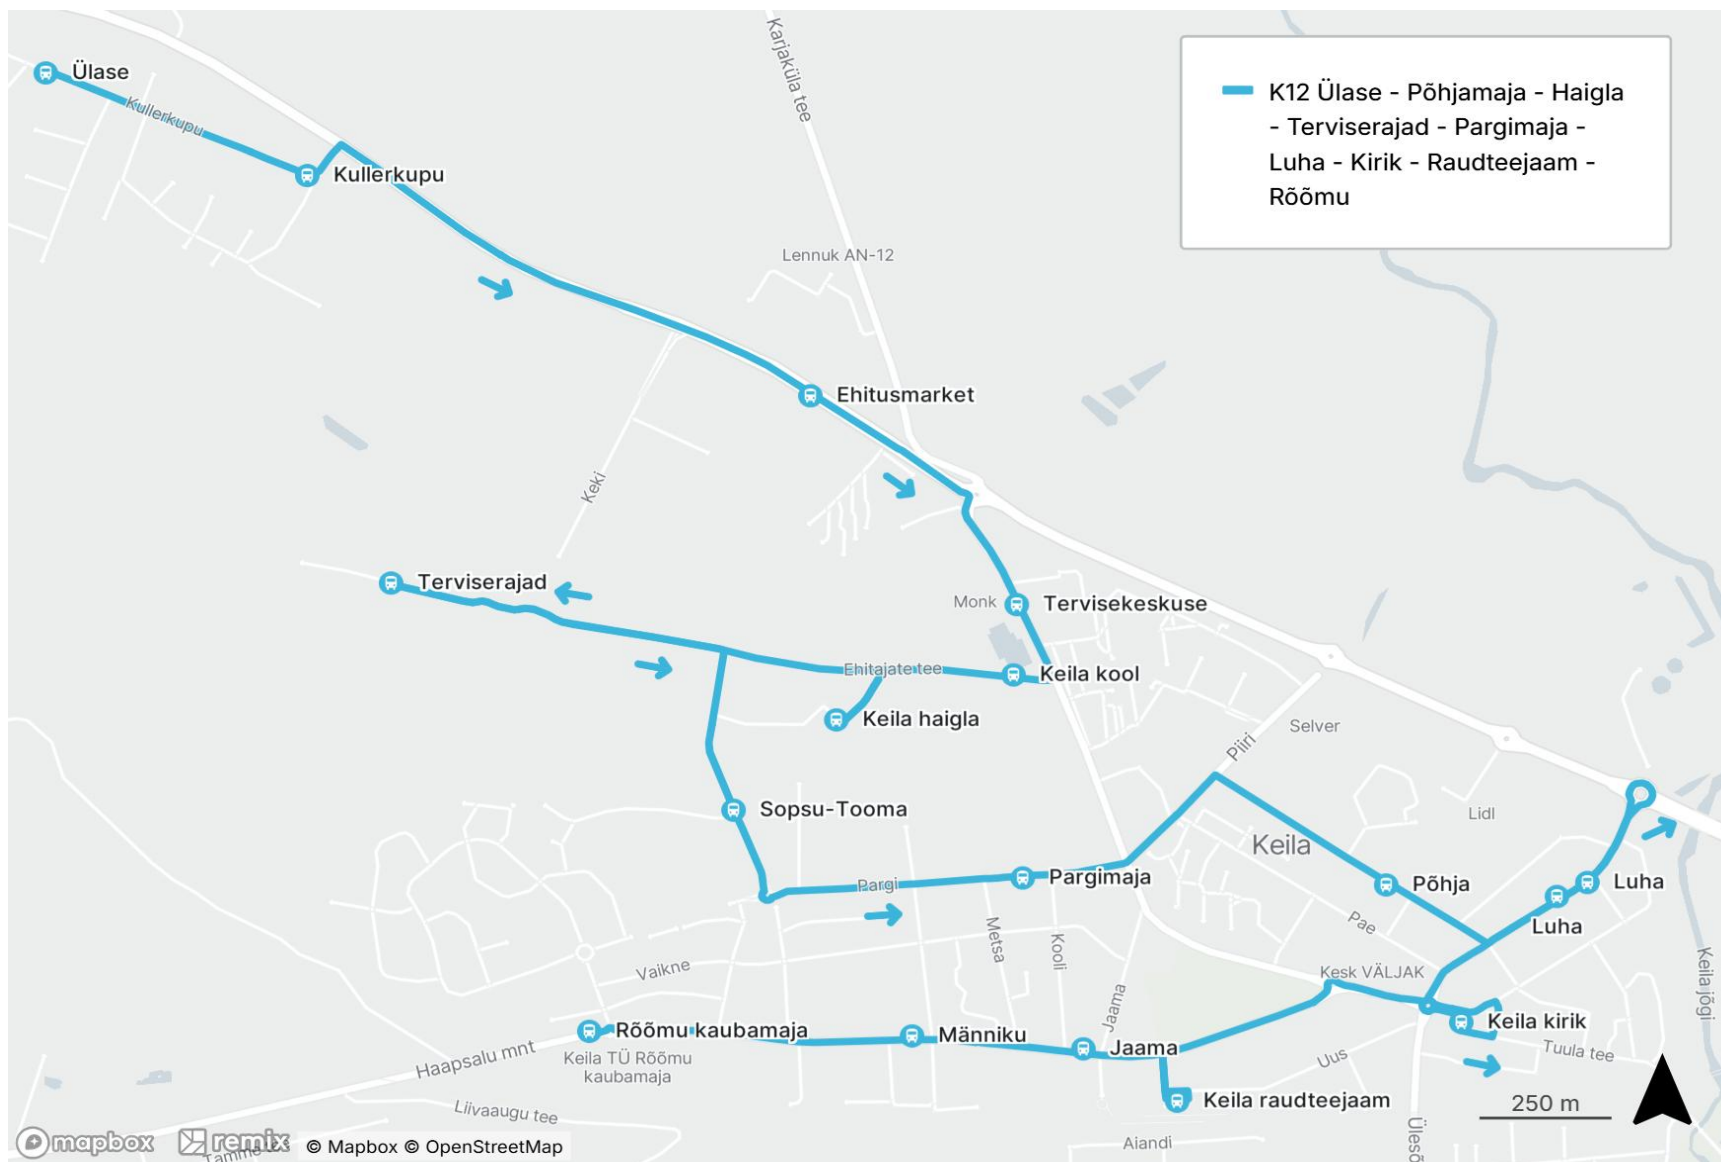 Ülase
Kullerkupu
Kullerkupu
Karjaküla tee
K12 Ülase - Põhjamaja - Haigla
- Terviserajad - Pargimaja -
Luha - Kirik - Raudteejaam -
Rõõmu
Lennuk AN-12
Ehitusmarket
Keki
Terviserajad
Monk
Tervisekeskuse
Ehitajate tee
Keila kool
Keila haigla
Selver
Piiri
Sopsu-Tooma
Lidl
Keila
Pargi
Pargimaja
Põhja
Luha
Luha
Pae
Metsa
Kooli
Vaikne
Kesk VÄLJAK
Keila jõgi
Jaama
Rõõmu kaubamaja
Männiku
Jaama
Keila kirik
Haapsalu mnt
Keila TÜ Rõõmu
kaubamaja
Uus
Tuula tee
Keila raudteejaam
250 m
Liivaaugu tee
Aiandi
mapbox
remix
© Mapbox © OpenStreetMap